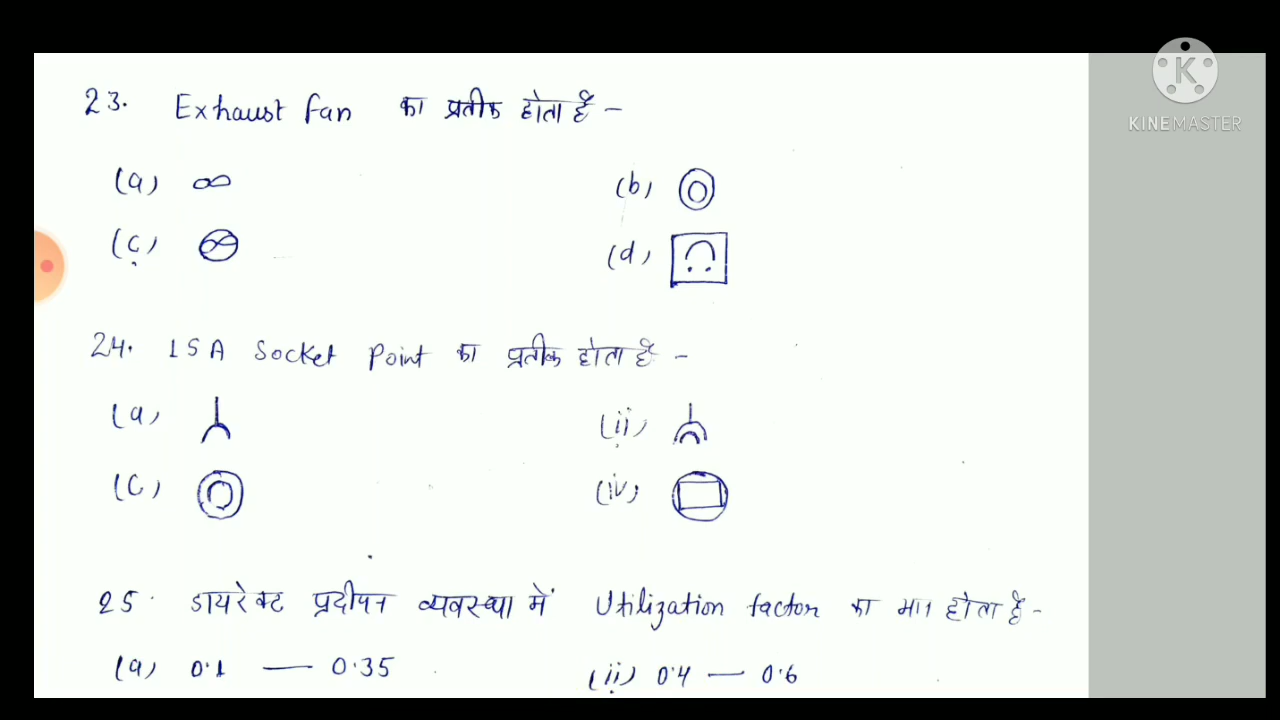 KINEMASTER
23. Exhaust fan का प्रतीक होता है -
(a) ∞ (b)
(c) (d)
24. 15A Socket Point का प्रतीक होता है -
(a) (ii)
(C) (iv)
25. डायरेक्ट प्रदीपन व्यवस्था में Utilization factor का मान होता है -
(a) 0.1 — 0.35 (ii) 0.4 — 0.6